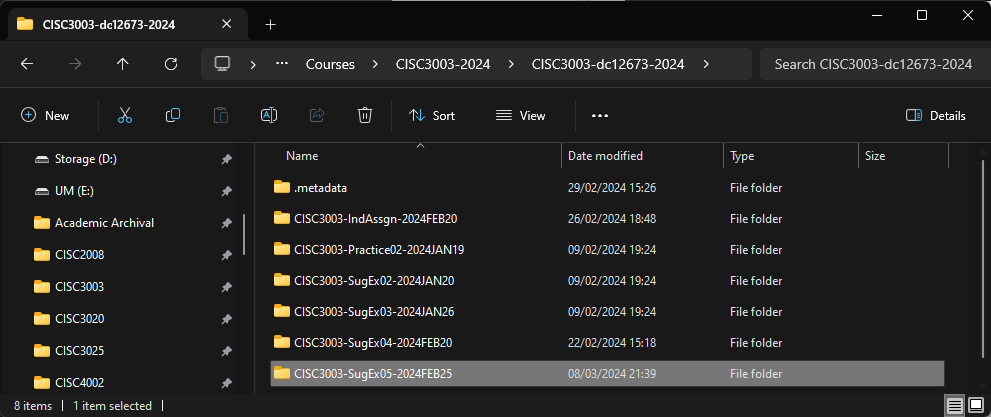 CISC3003-dc12673-2024
Courses > CISC3003-2024 > CISC3003-dc12673-2024 > Search CISC3003-dc12673-2024
New Sort View Details
Name Date modified Type Size
Storage (D:)
UM (E:)
Academic Archival
CISC2008
CISC3003
CISC3020
CISC3025
CISC4002
.metadata 29/02/2024 15:26 File folder
CISC3003-IndAssgn-2024FEB20 26/02/2024 18:48 File folder
CISC3003-Practice02-2024JAN19 09/02/2024 19:24 File folder
CISC3003-SugEx02-2024JAN20 09/02/2024 19:24 File folder
CISC3003-SugEx03-2024JAN26 09/02/2024 19:24 File folder
CISC3003-SugEx04-2024FEB20 22/02/2024 15:18 File folder
CISC3003-SugEx05-2024FEB25 08/03/2024 21:39 File folder
8 items | 1 item selected |